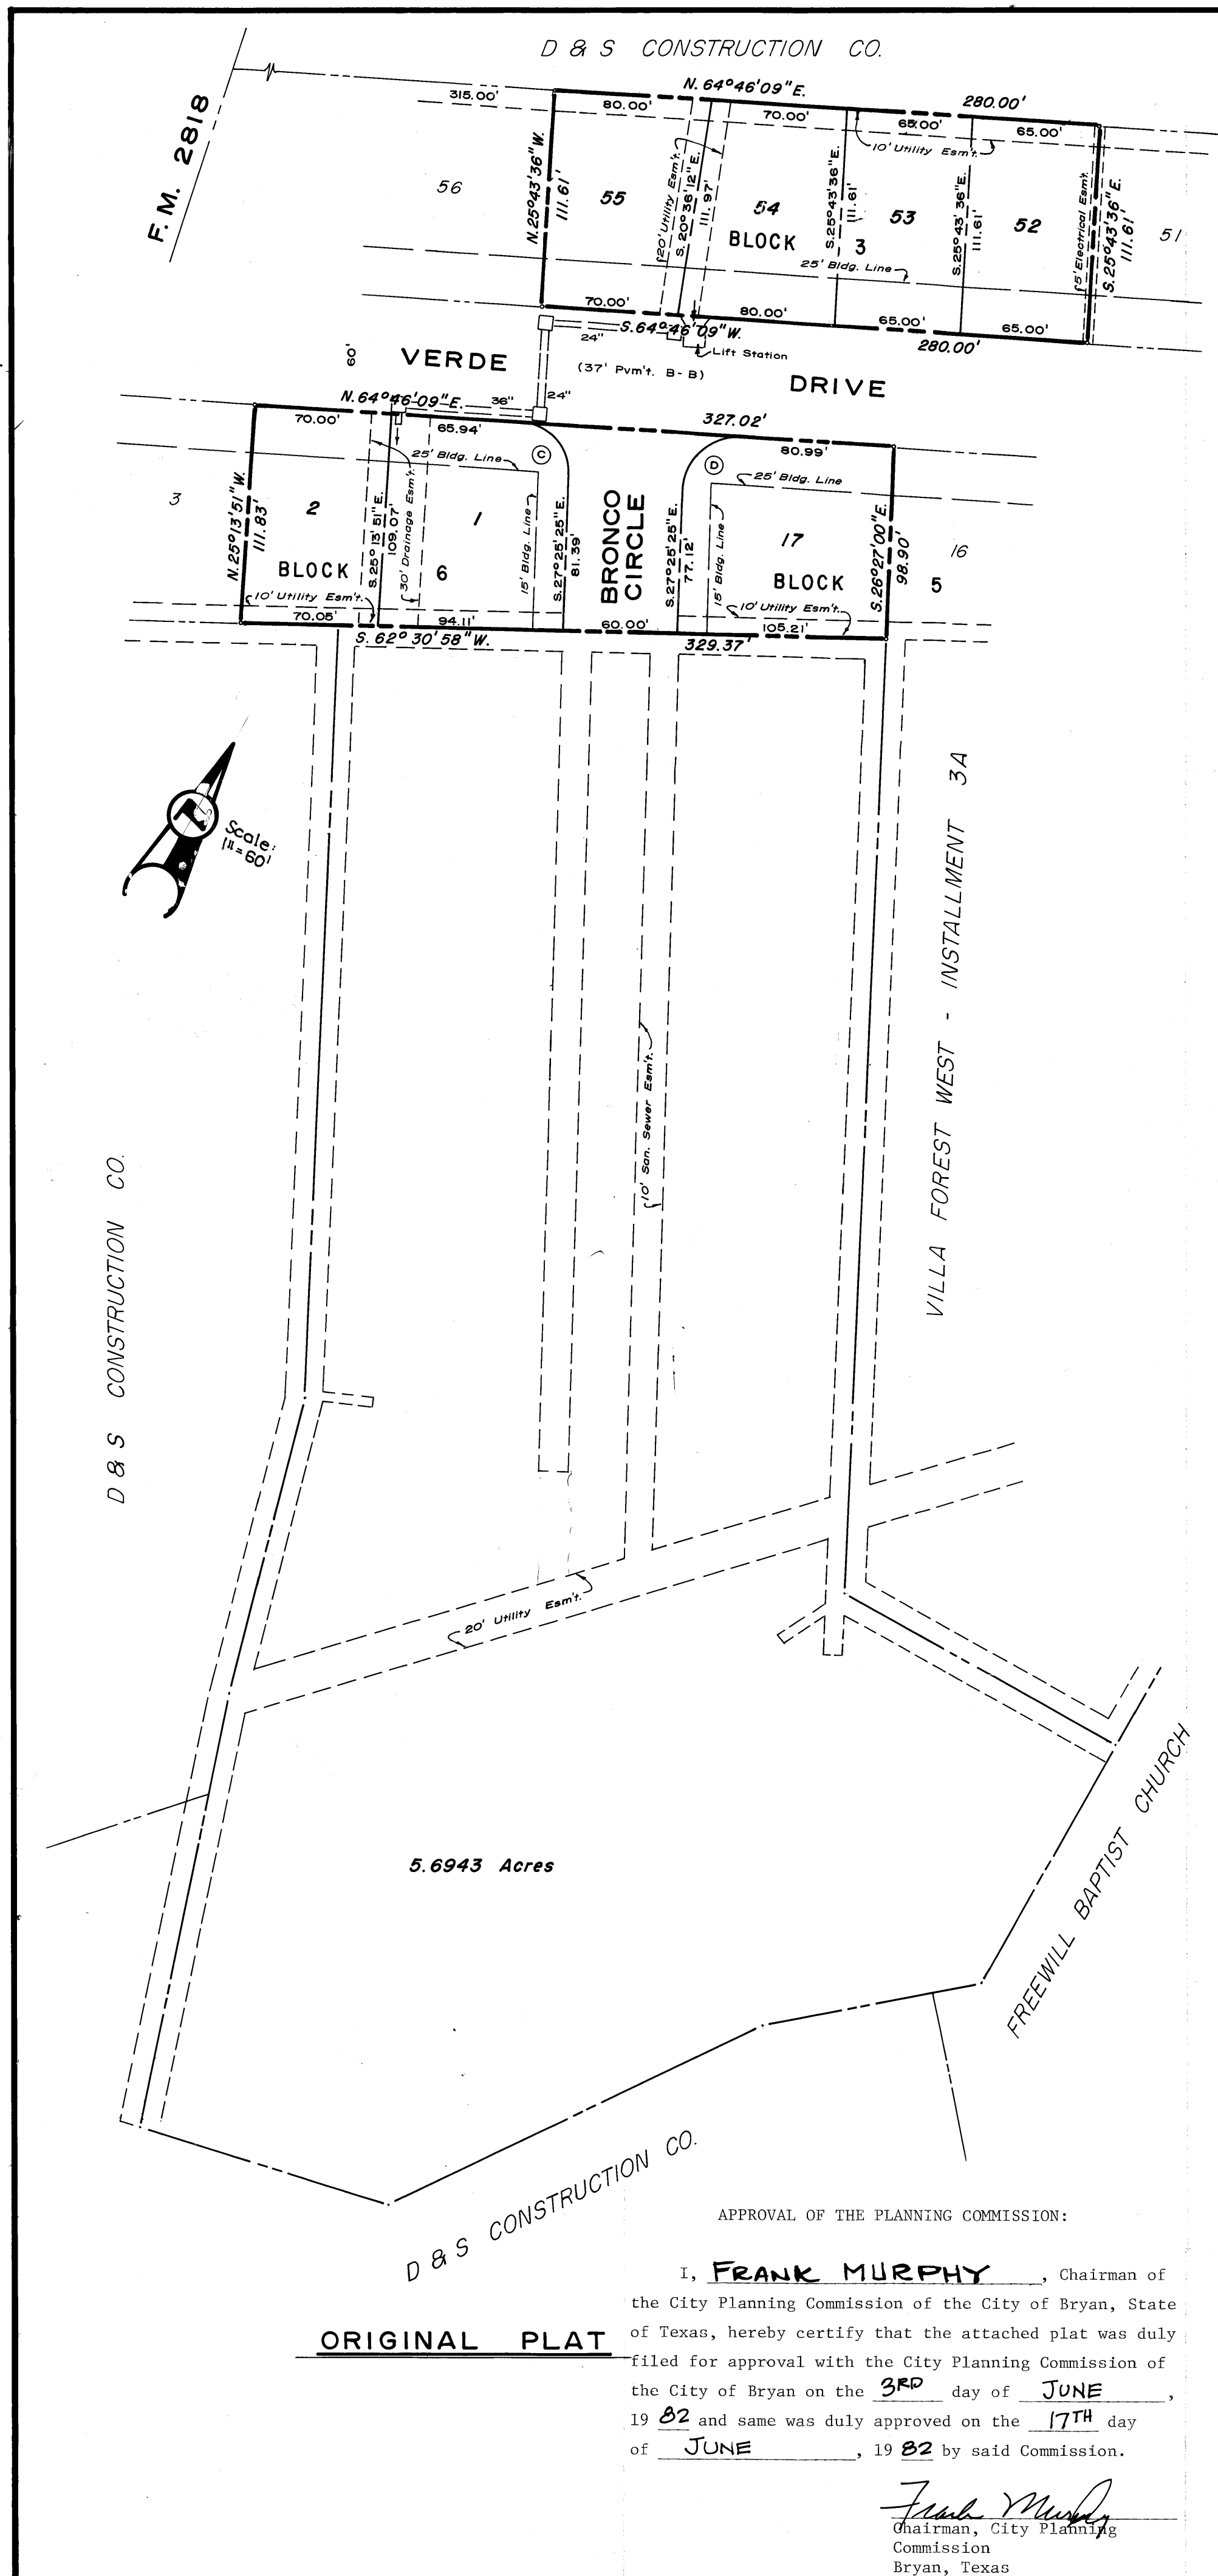 D & S CONSTRUCTION CO.
F. M. 2818
N. 64°46'09"E.
280.00'
315.00'
80.00'
70.00'
65.00'
65.00'
10' Utility Esm't.
N.25°43'36"W.
111.61'
56
55
20' Utility Esm't.
S. 20°36'12"E.
111.97'
54
BLOCK 3
S.25°43'36"E.
111.61'
53
S.25°43'36"E.
111.61'
52
5' Electrical Esm't.
S.25°43'36"E.
111.61'
51
25' Bldg. Line
70.00'
80.00'
65.00'
65.00'
S.64°46'09"W.
280.00'
24"
Lift Station
60'
VERDE DRIVE
(37' Pvm't. B-B)
N.64°46'09"E.
36"
24"
327.02'
70.00'
65.94'
80.99'
25' Bldg. Line
C
D
25' Bldg. Line
N.25°13'51"W.
111.83'
3
2
S.25°13'51"E.
109.07'
30' Drainage Esm't.
1
15' Bldg. Line
S.27°25'25"E.
81.39'
BRONCO
CIRCLE
S.27°25'25"E.
77.12'
15' Bldg. Line
17
S.26°27'00"E.
98.90'
16
BLOCK 6
BLOCK 5
10' Utility Esm't.
10' Utility Esm't.
70.05'
94.11'
60.00'
105.21'
S. 62°30'58"W.
329.37'
Scale:
1"=60'
VILLA FOREST WEST - INSTALLMENT 3A
10' San. Sewer Esm't.
D & S CONSTRUCTION CO.
20' Utility Esm't.
5.6943 Acres
FREEWILL BAPTIST CHURCH
D & S CONSTRUCTION CO.
ORIGINAL PLAT
APPROVAL OF THE PLANNING COMMISSION:
I, FRANK MURPHY, Chairman of
the City Planning Commission of the City of Bryan, State
of Texas, hereby certify that the attached plat was duly
filed for approval with the City Planning Commission of
the City of Bryan on the 3RD day of JUNE,
19 82 and same was duly approved on the 17TH day
of JUNE, 19 82 by said Commission.
Frank Murphy
Chairman, City Planning
Commission
Bryan, Texas